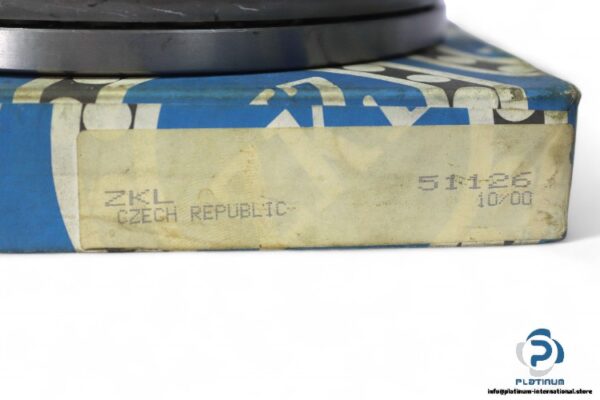 ZKL
51126
CZECH REPUBLIC
10/00
PLATINUM
info@platinum-international.store